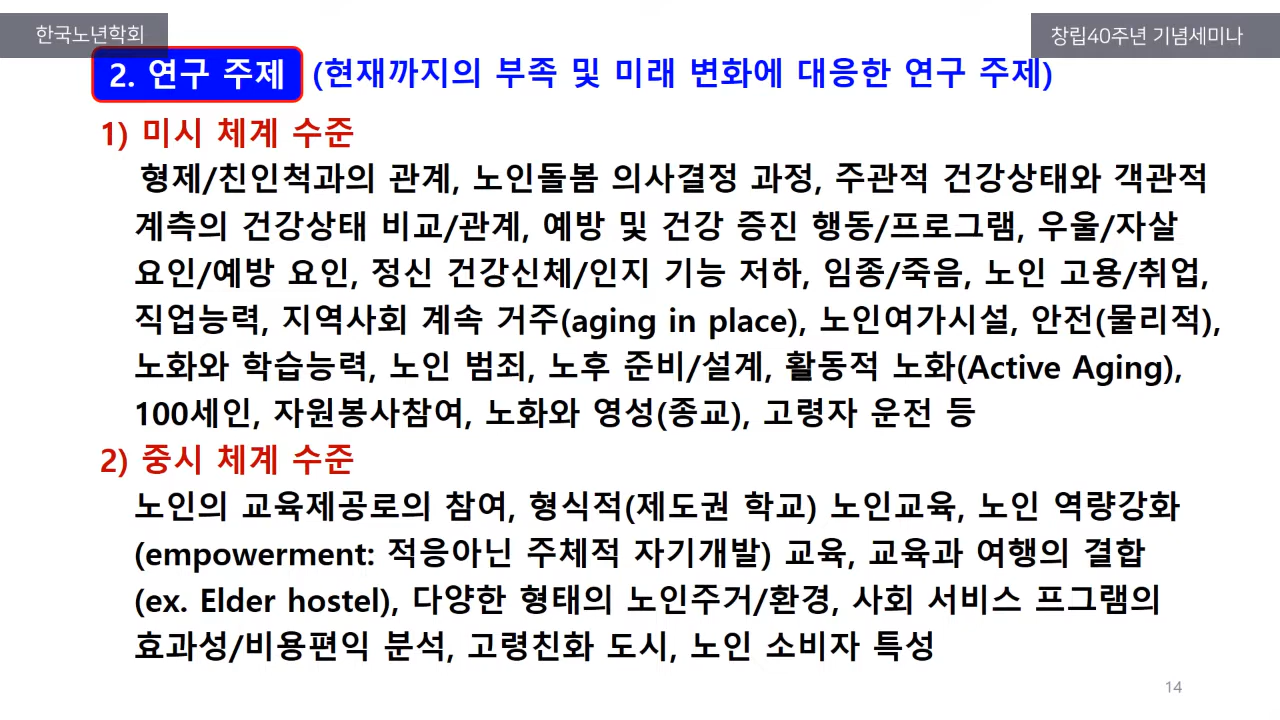 한국노년학회
창립40주년 기념세미나
2. 연구 주제 (현재까지의 부족 및 미래 변화에 대응한 연구 주제)
1) 미시 체계 수준
형제/친인척과의 관계, 노인돌봄 의사결정 과정, 주관적 건강상태와 객관적
계측의 건강상태 비교/관계, 예방 및 건강 증진 행동/프로그램, 우울/자살
요인/예방 요인, 정신 건강신체/인지 기능 저하, 임종/죽음, 노인 고용/취업,
직업능력, 지역사회 계속 거주(aging in place), 노인여가시설, 안전(물리적),
노화와 학습능력, 노인 범죄, 노후 준비/설계, 활동적 노화(Active Aging),
100세인, 자원봉사참여, 노화와 영성(종교), 고령자 운전 등
2) 중시 체계 수준
노인의 교육제공로의 참여, 형식적(제도권 학교) 노인교육, 노인 역량강화
(empowerment: 적응아닌 주체적 자기개발) 교육, 교육과 여행의 결합
(ex. Elder hostel), 다양한 형태의 노인주거/환경, 사회 서비스 프그램의
효과성/비용편익 분석, 고령친화 도시, 노인 소비자 특성
14